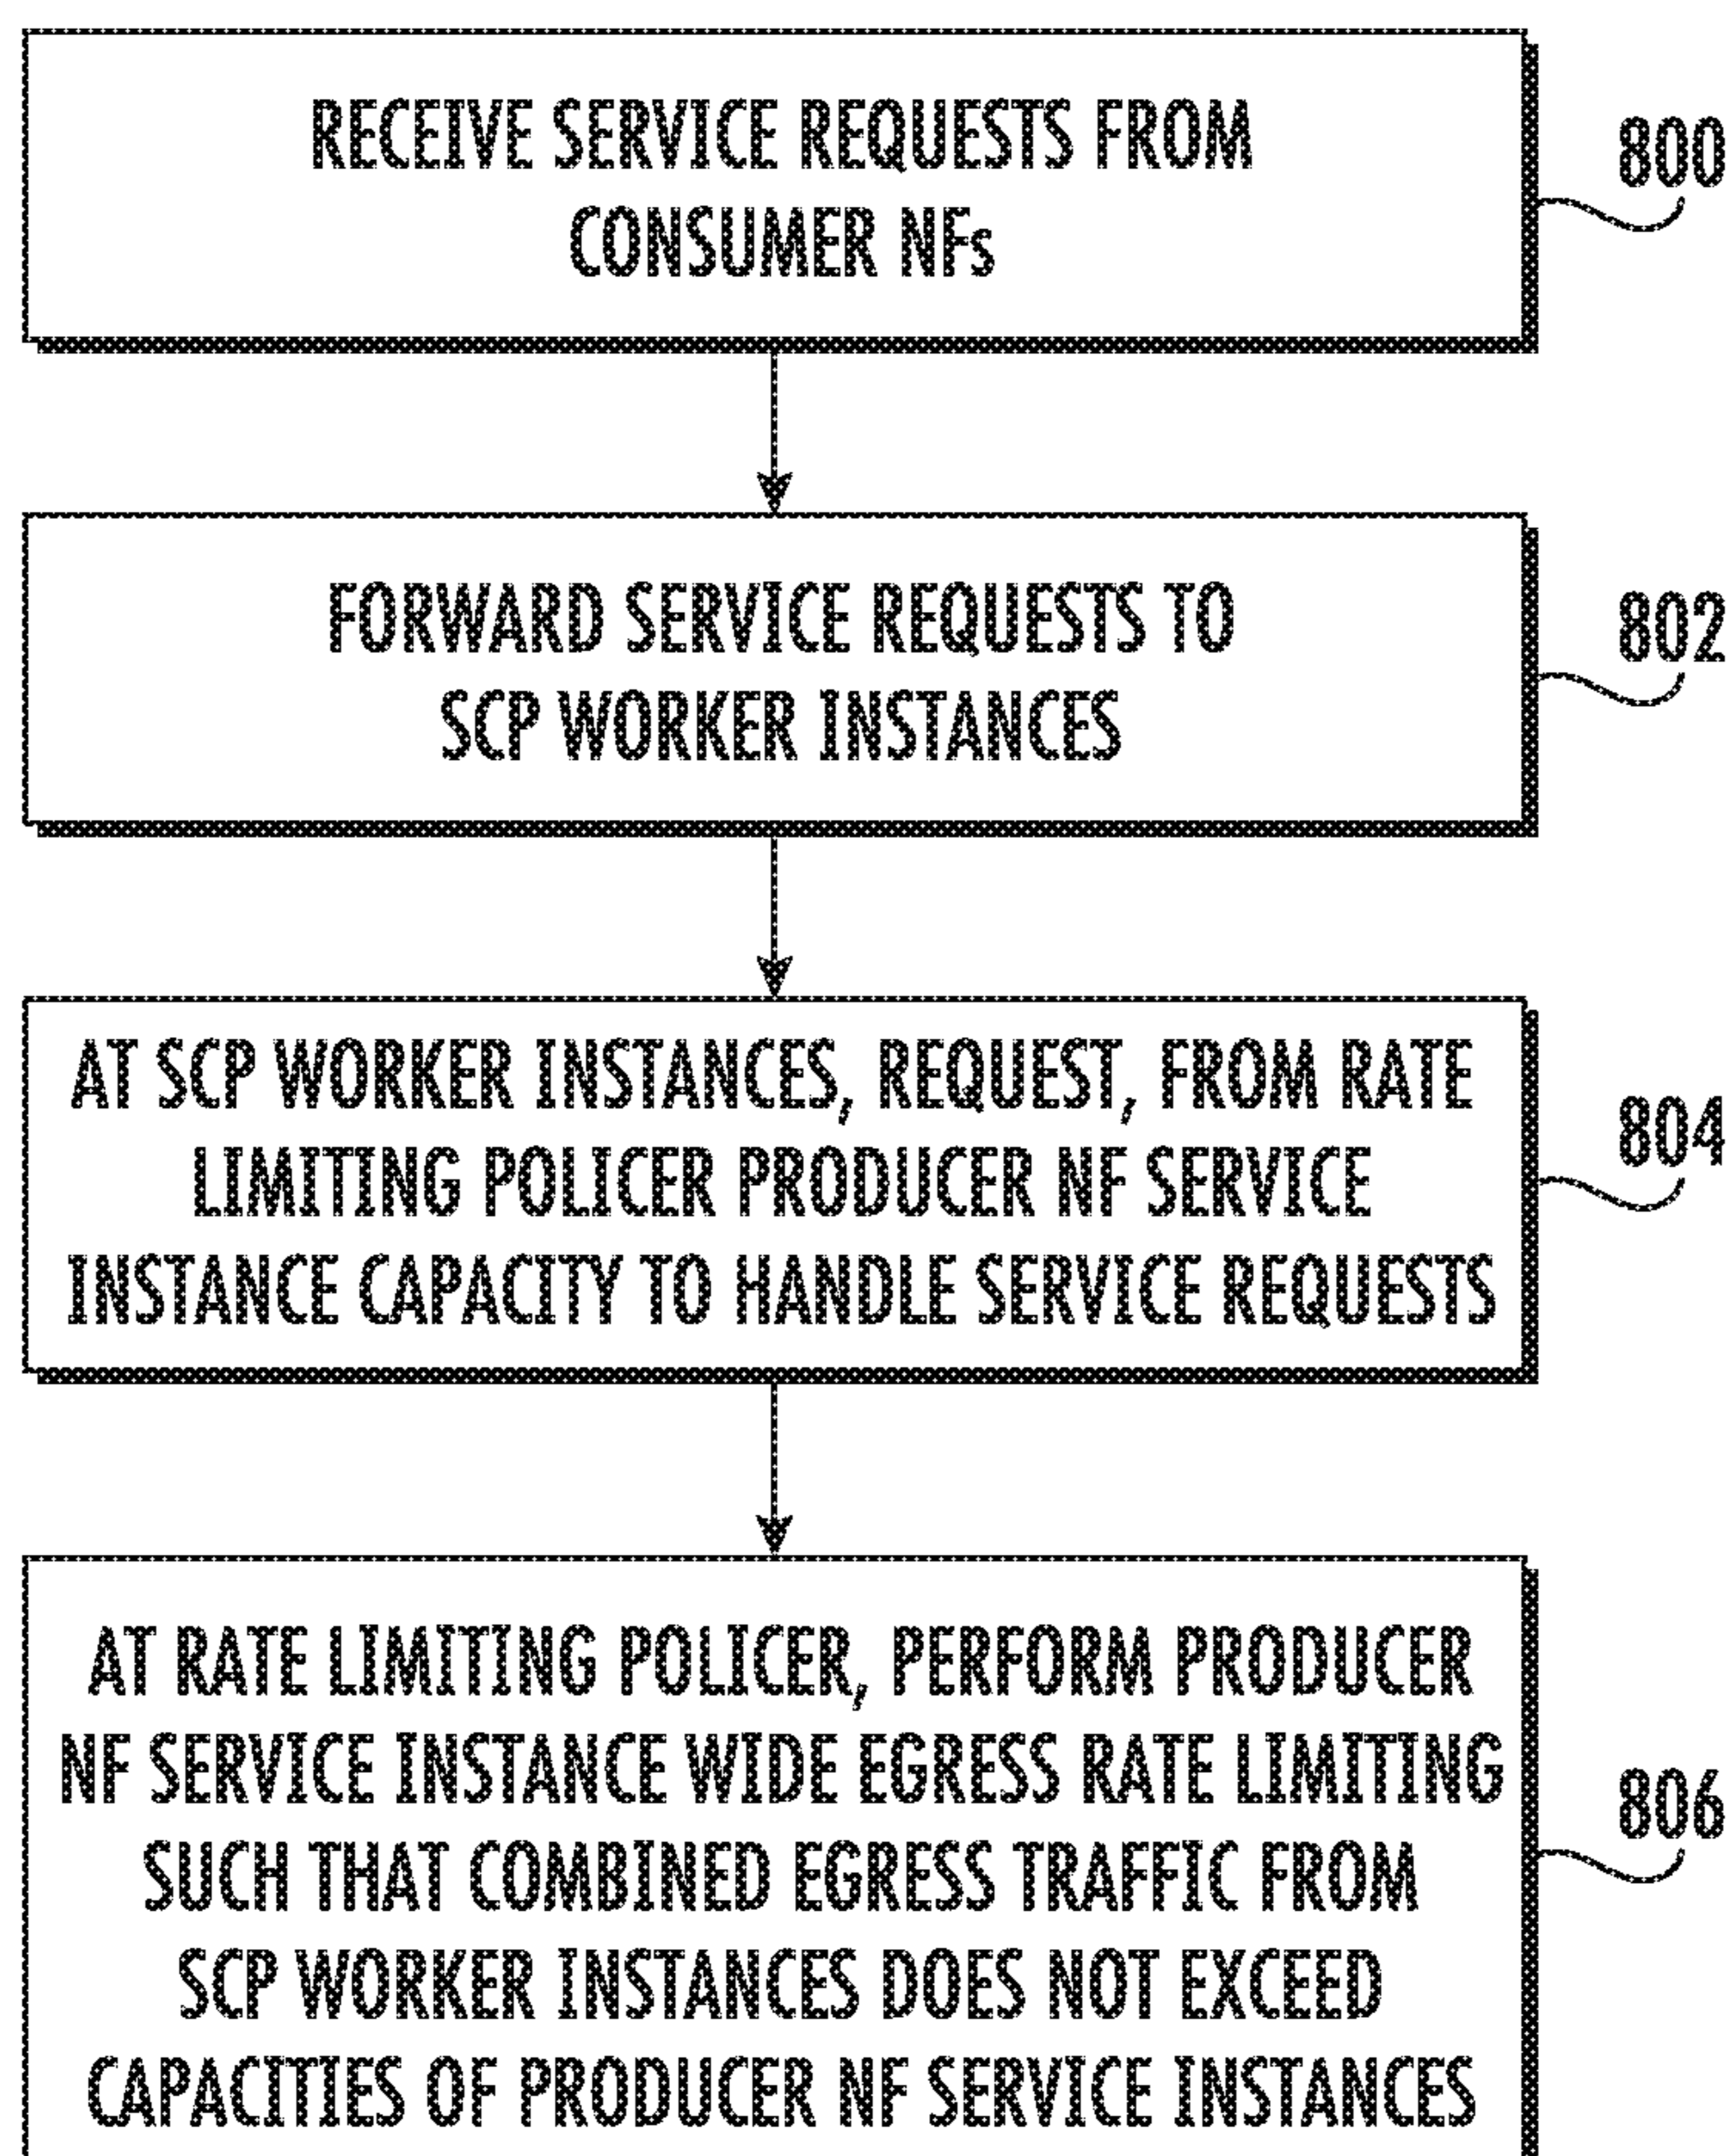 RECEIVE SERVICE REQUESTS FROM
CONSUMER NFs
800
FORWARD SERVICE REQUESTS TO
SCP WORKER INSTANCES
802
AT SCP WORKER INSTANCES, REQUEST, FROM RATE
LIMITING POLICER PRODUCER NF SERVICE
INSTANCE CAPACITY TO HANDLE SERVICE REQUESTS
804
AT RATE LIMITING POLICER, PERFORM PRODUCER
NF SERVICE INSTANCE WIDE EGRESS RATE LIMITING
SUCH THAT COMBINED EGRESS TRAFFIC FROM
SCP WORKER INSTANCES DOES NOT EXCEED
CAPACITIES OF PRODUCER NF SERVICE INSTANCES
806